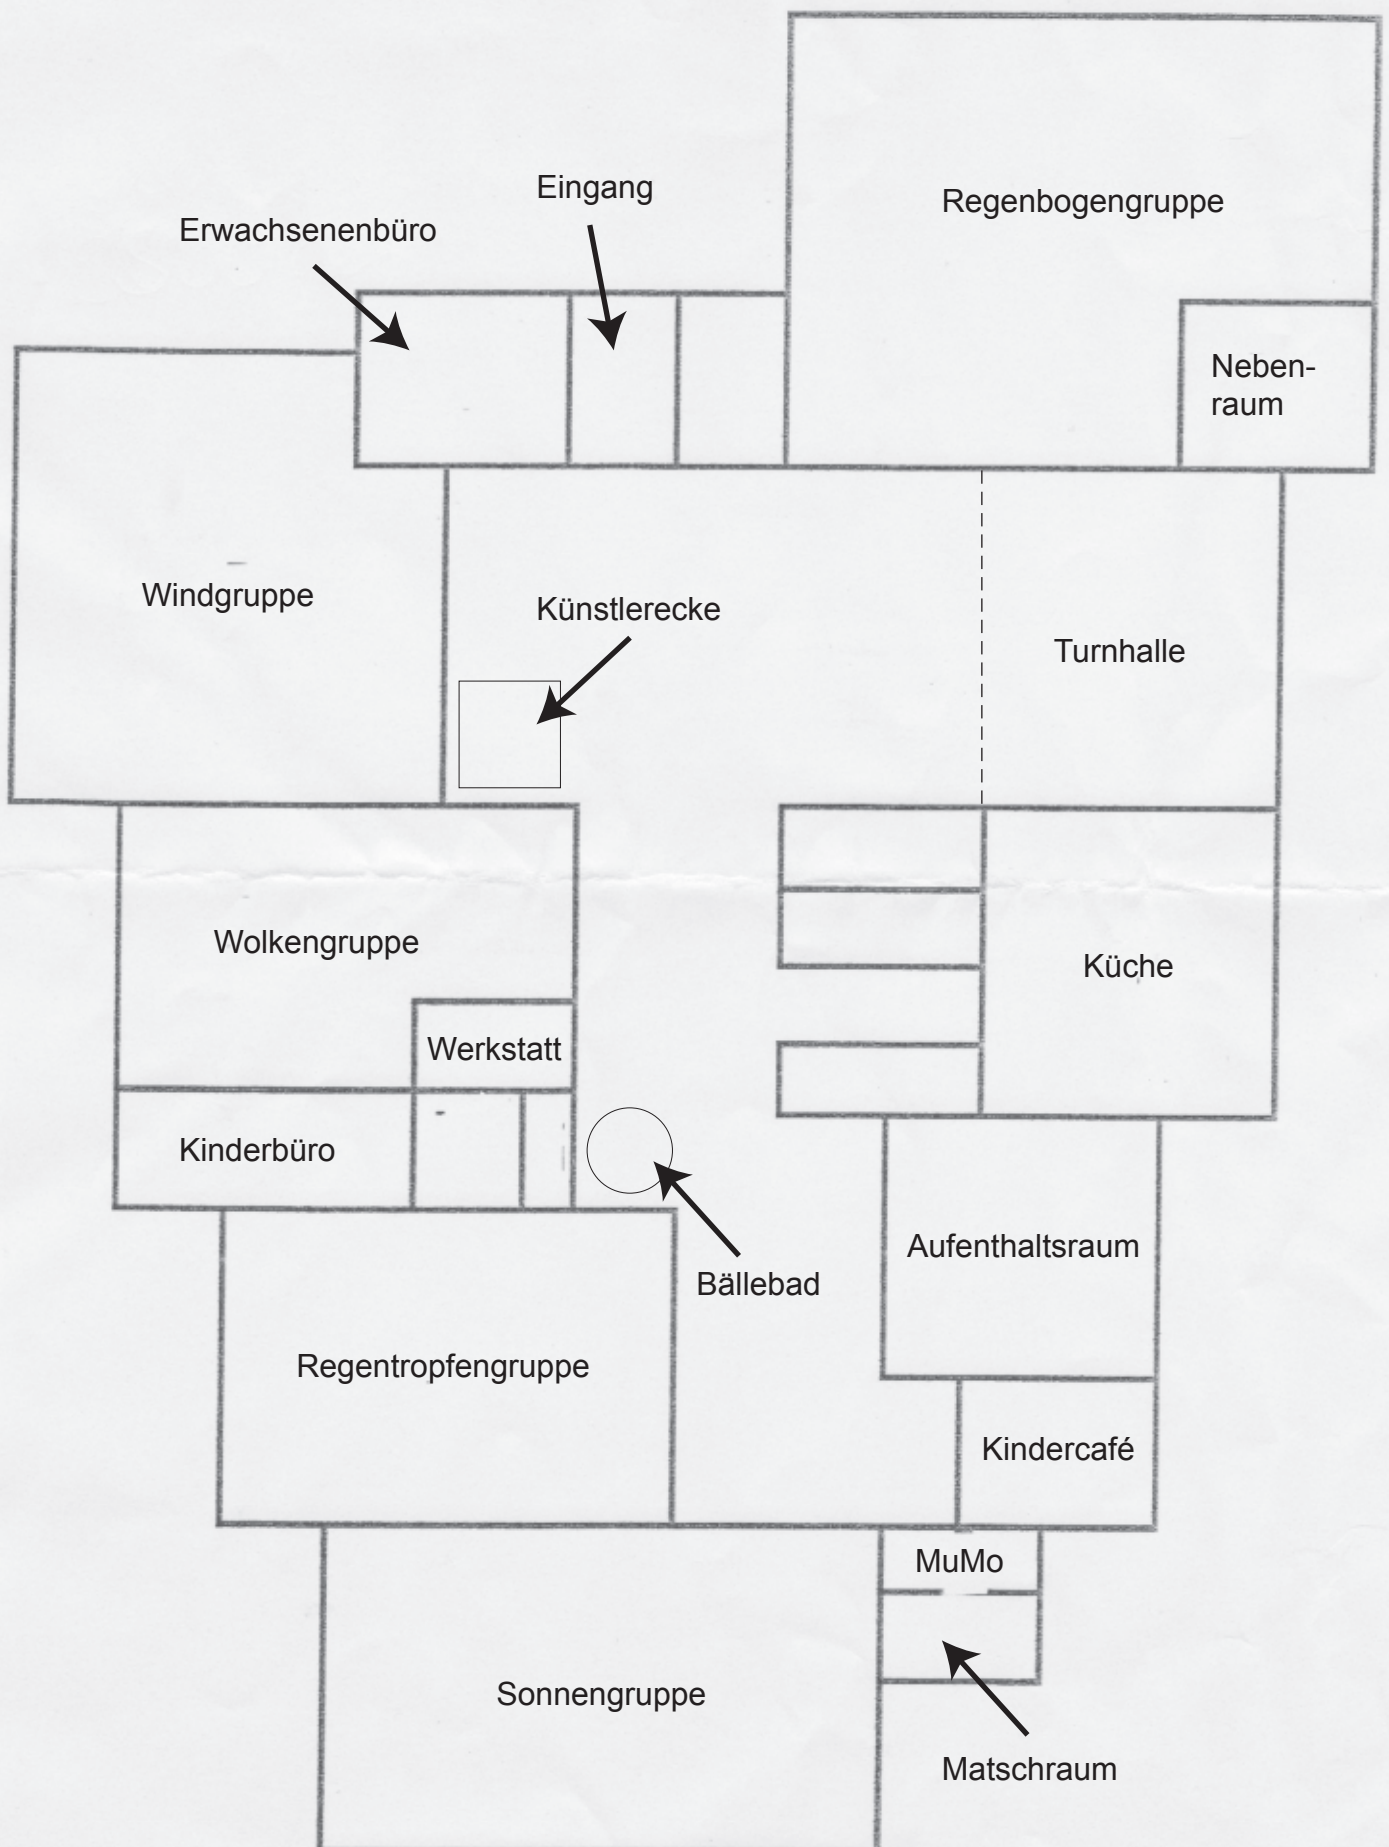 Eingang
Regenbogengruppe
Erwachsenenbüro
Neben-
raum
Windgruppe
Künstlerecke
Turnhalle
Wolkengruppe
Küche
Werkstatt
Kinderbüro
Aufenthaltsraum
Bällebad
Regentropfengruppe
Kindercafé
MuMo
Sonnengruppe
Matschraum